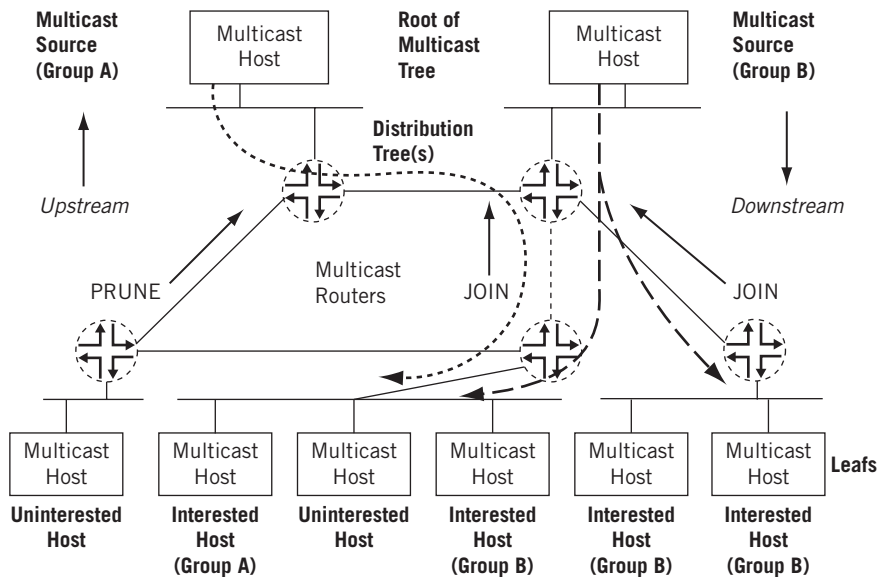 Multicast
Source
(Group A)
Multicast
Host
Root of
Multicast
Tree
Multicast
Host
Multicast
Source
(Group B)
Distribution
Tree(s)
Upstream
Downstream
PRUNE
Multicast
Routers
JOIN
JOIN
Multicast
Host
Multicast
Host
Multicast
Host
Multicast
Host
Multicast
Host
Multicast
Host
Leafs
Uninterested
Host
Interested
Host
(Group A)
Uninterested
Host
Interested
Host
(Group B)
Interested
Host
(Group B)
Interested
Host
(Group B)